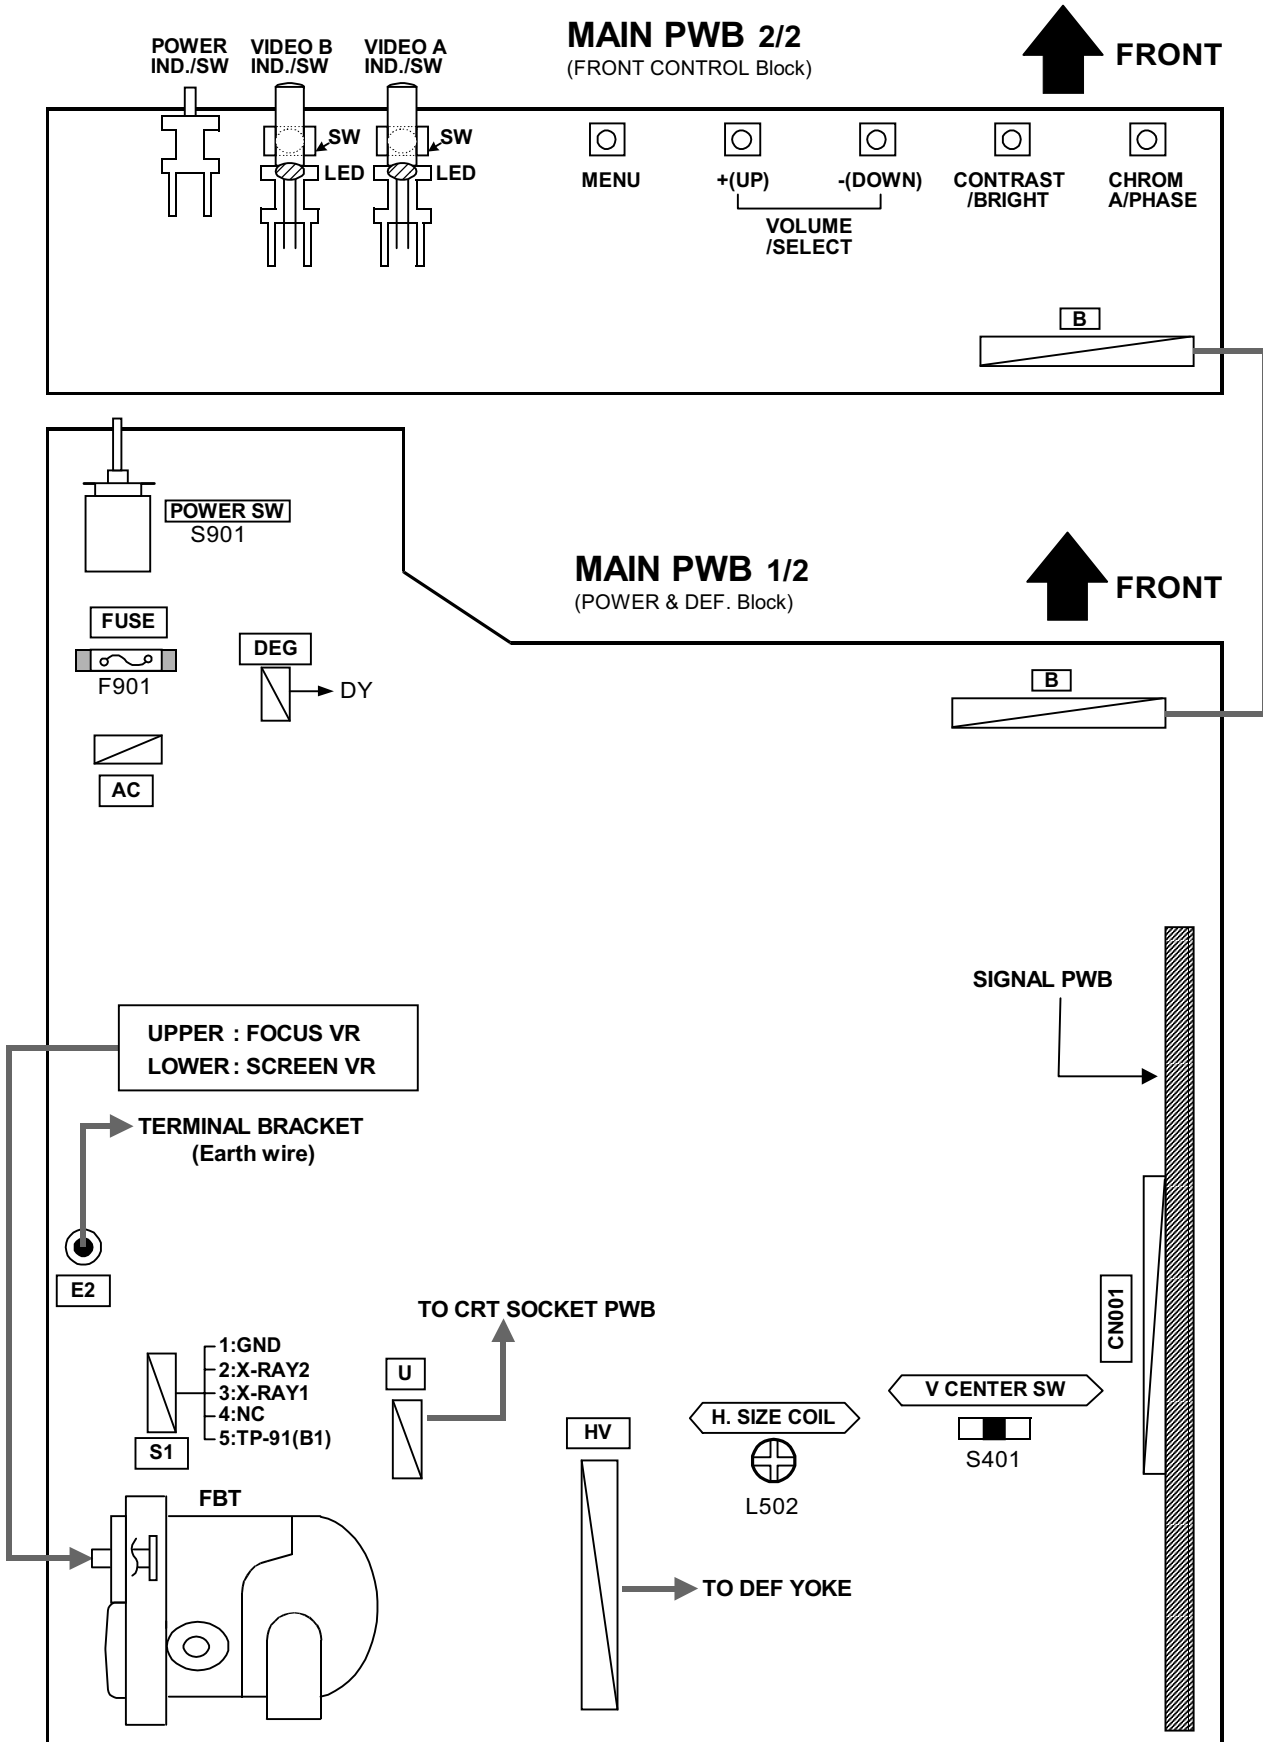 MAIN PWB 2/2
(FRONT CONTROL Block)
FRONT
POWER
IND./SW
VIDEO B
IND./SW
VIDEO A
IND./SW
SW
LED
SW
LED
MENU
+(UP)
-(DOWN)
VOLUME
/SELECT
CONTRAST
/BRIGHT
CHROM
A/PHASE
B
POWER SW
S901
MAIN PWB 1/2
(POWER & DEF. Block)
FRONT
FUSE
F901
DEG
DY
B
AC
SIGNAL PWB
UPPER : FOCUS VR
LOWER : SCREEN VR
TERMINAL BRACKET
(Earth wire)
E2
TO CRT SOCKET PWB
CN001
1:GND
2:X-RAY2
3:X-RAY1
4:NC
5:TP-91(B1)
S1
U
HV
H. SIZE COIL
L502
V CENTER SW
S401
FBT
TO DEF YOKE